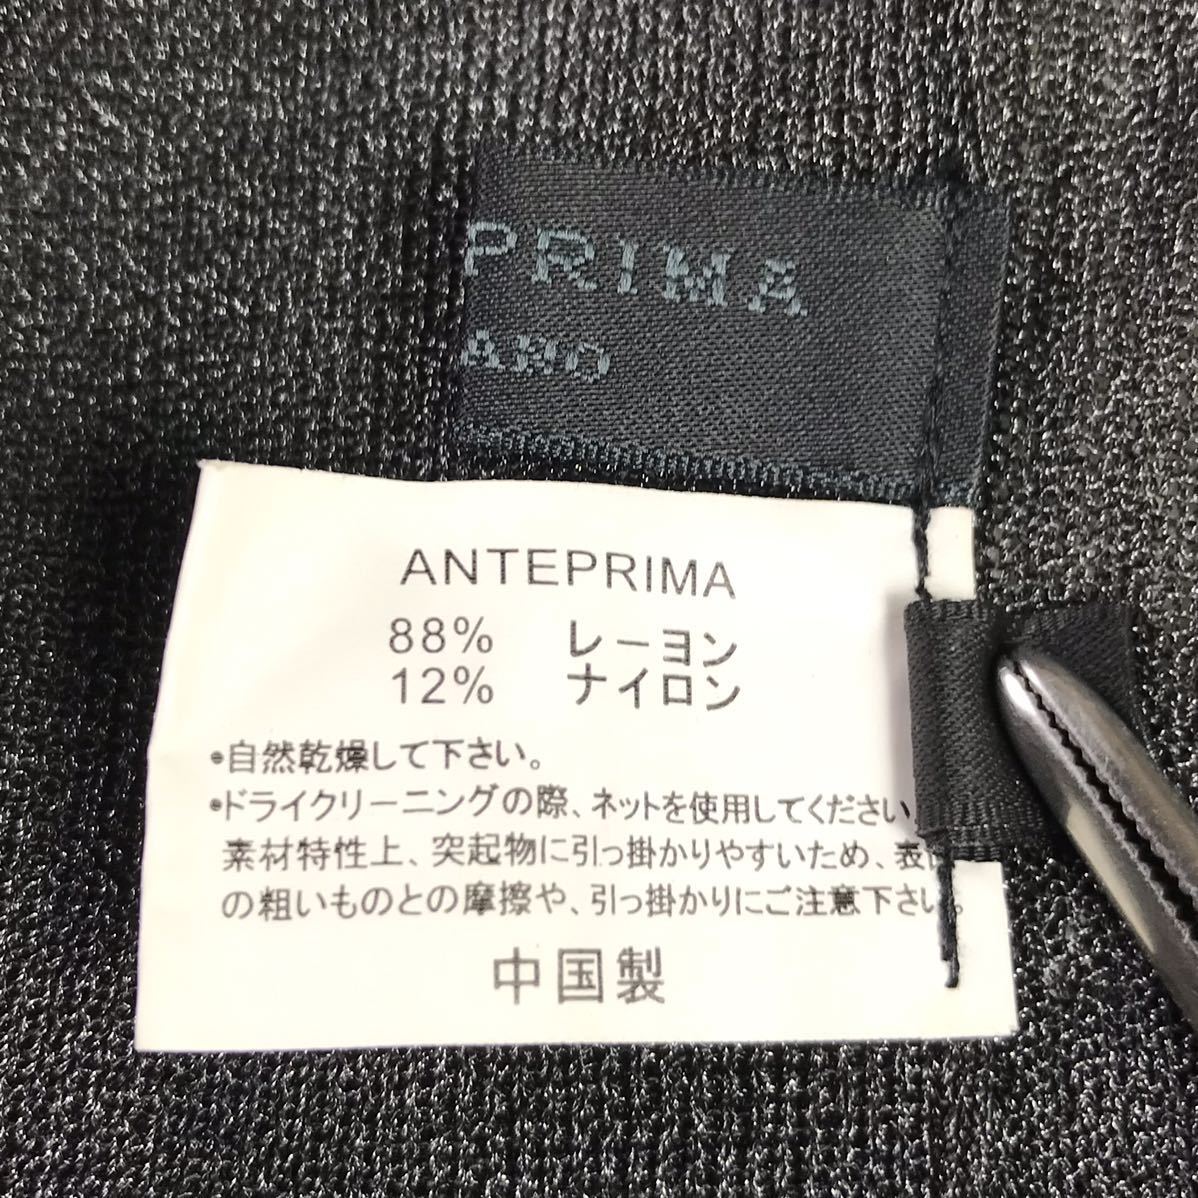 PRIMA
ANO
ANTEPRIMA
88% レーヨン
12% ナイロン
•自然乾燥して下さい。
•ドライクリーニングの際、ネットを使用してください
素材特性上、突起物に引っ掛かりやすいため、表
の粗いものとの摩擦や、引っ掛かりにご注意下さい。
中国製